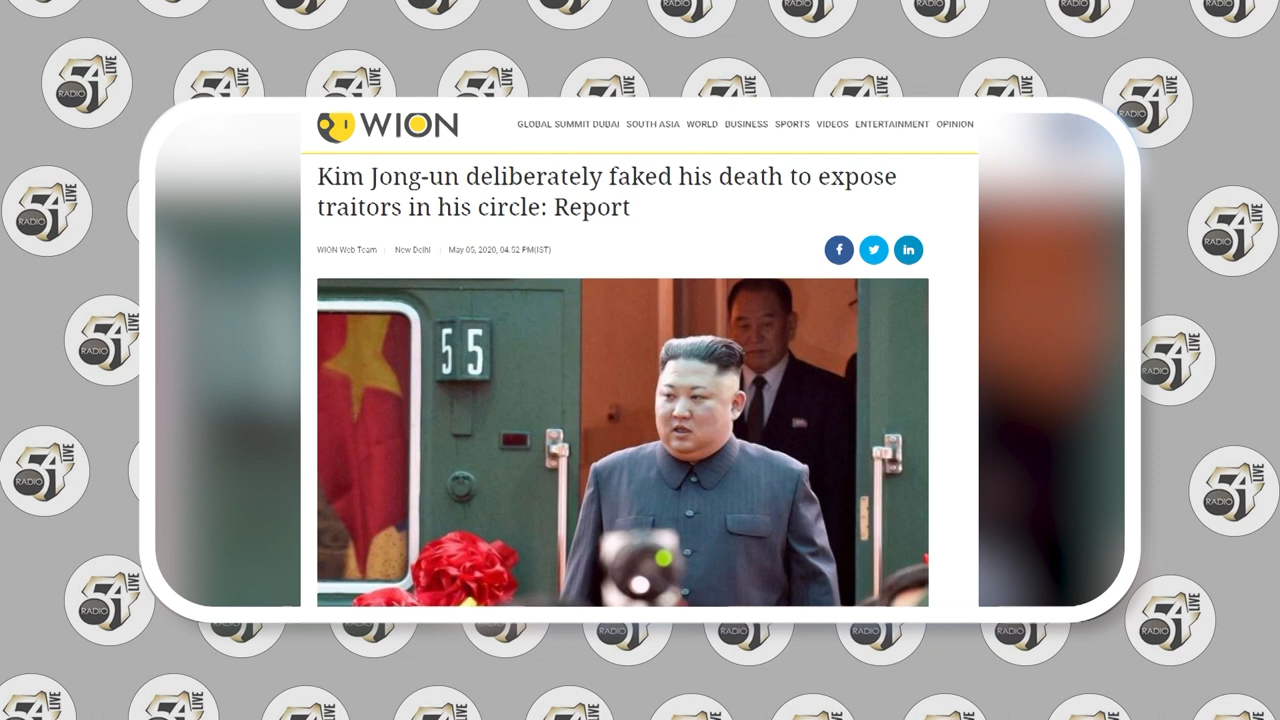 WION
GLOBAL SUMMIT DUBAI SOUTH ASIA WORLD BUSINESS SPORTS VIDEOS ENTERTAINMENT OPINION
Kim Jong-un deliberately faked his death to expose
traitors in his circle: Report
WION Web Team New Delhi May 05, 2020, 04.52 PM(IST)
f in
55
RADIO 54 LIVE